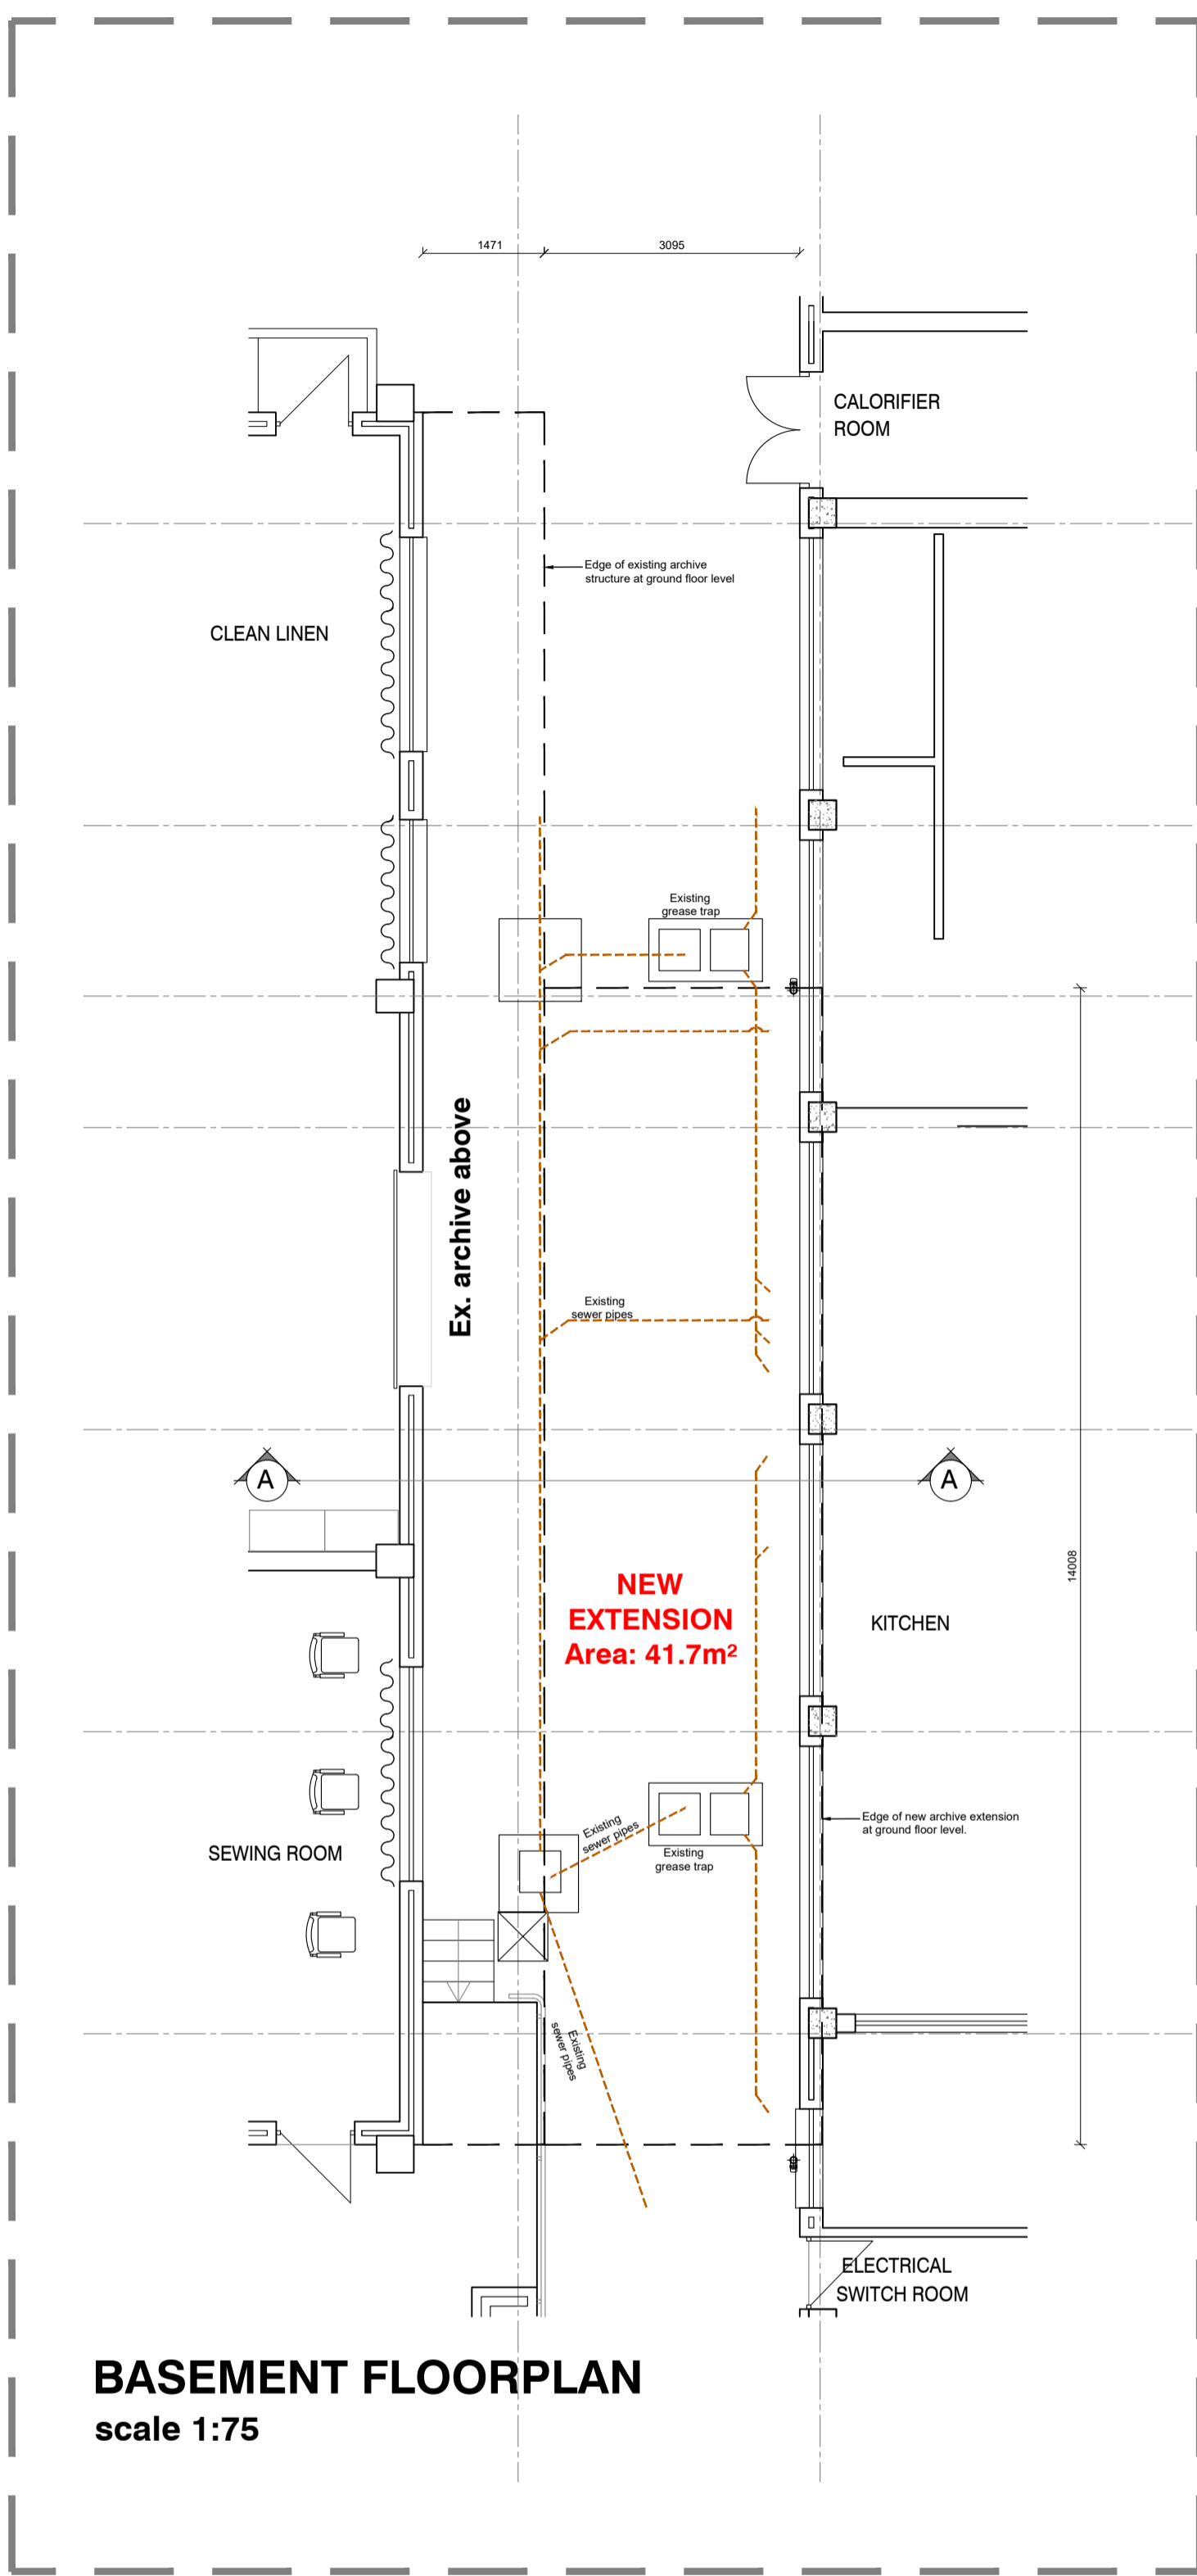 1471
3095
CALORIFIER
ROOM
Edge of existing archive
structure at ground floor level
CLEAN LINEN
Existing
grease trap
Ex. archive above
Existing
sewer pipes
A
A
14008
NEW
EXTENSION
Area: 41.7m²
KITCHEN
Edge of new archive extension
at ground floor level.
Existing
sewer pipes
SEWING ROOM
Existing
grease trap
Existing
sewer pipes
ELECTRICAL
SWITCH ROOM
BASEMENT FLOORPLAN
scale 1:75